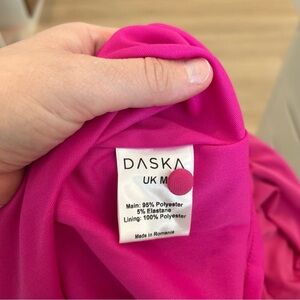 DASKA
UK M
Main: 95% Polyester
5% Elastane
Lining: 100% Polyester
Made in Romania